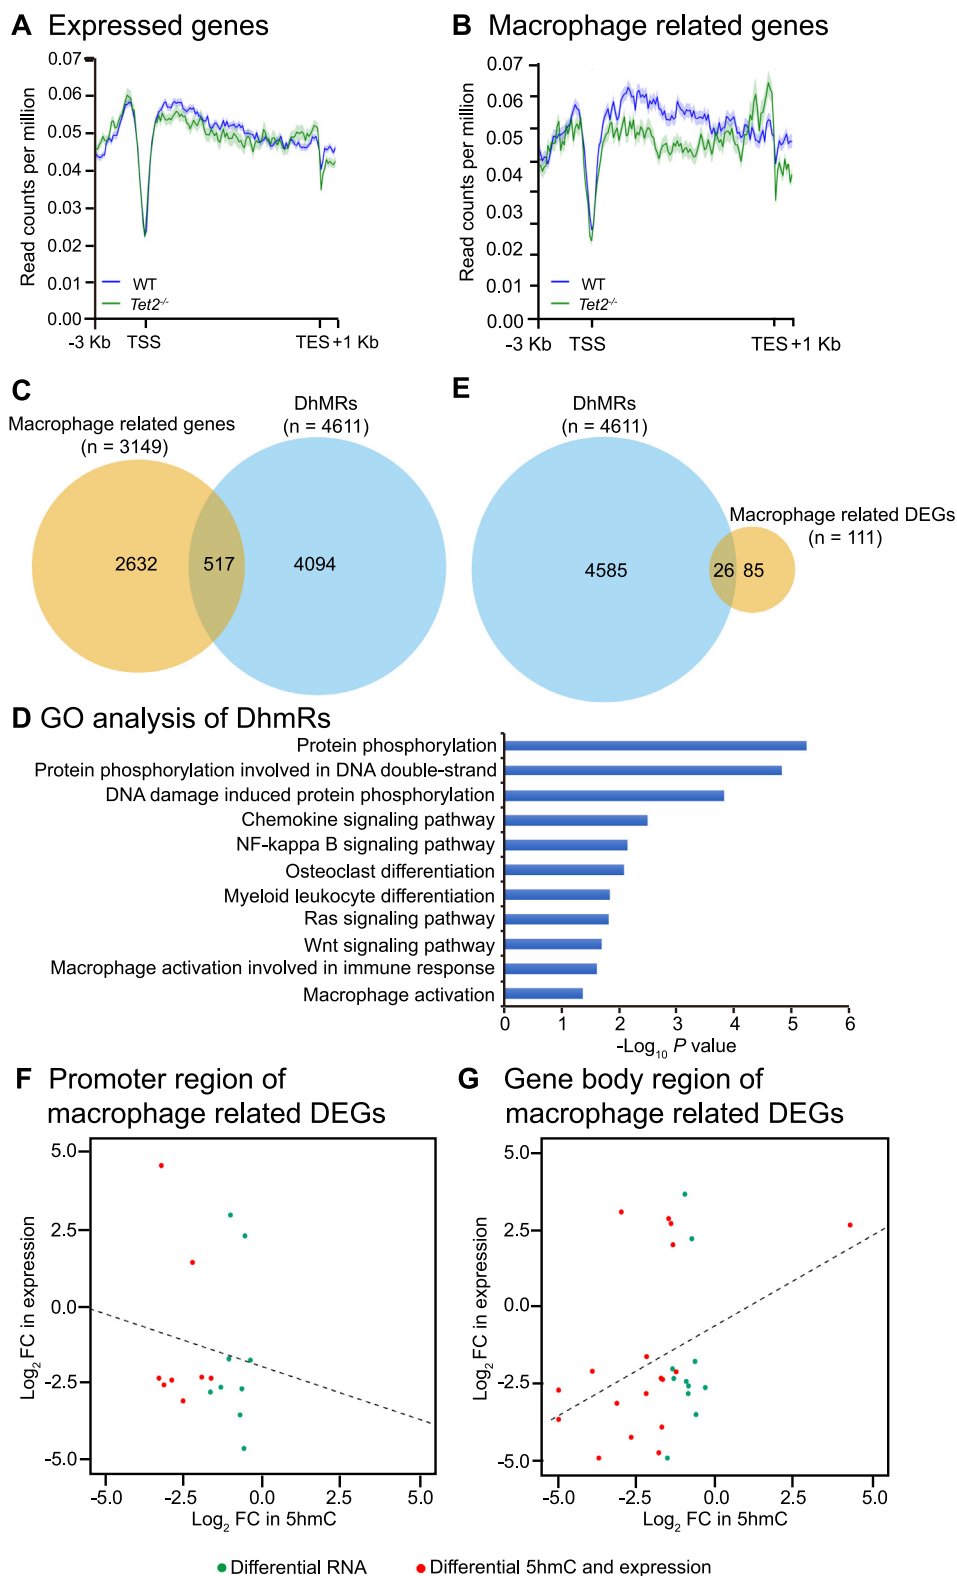 A Expressed genes
Read counts per million
0.07
0.06
0.05
0.04
0.03
0.02
0.01
0.00
WT
Tet2-/-
-3 Kb TSS TES +1 Kb
B Macrophage related genes
Read counts per million
0.07
0.06
0.05
0.04
0.03
0.02
0.01
0.00
WT
Tet2-/-
-3 Kb TSS TES +1 Kb
C
Macrophage related genes
(n = 3149)
DhMRs
(n = 4611)
2632 517 4094
E
DhMRs
(n = 4611)
Macrophage related DEGs
(n = 111)
4585 26 85
D GO analysis of DhmRs
Protein phosphorylation
Protein phosphorylation involved in DNA double-strand
DNA damage induced protein phosphorylation
Chemokine signaling pathway
NF-kappa B signaling pathway
Osteoclast differentiation
Myeloid leukocyte differentiation
Ras signaling pathway
Wnt signaling pathway
Macrophage activation involved in immune response
Macrophage activation
0 1 2 3 4 5 6
-Log10 P value
F Promoter region of
macrophage related DEGs
Log2 FC in expression
5.0
2.5
0.0
-2.5
-5.0
-5.0 -2.5 0.0 2.5 5.0
Log2 FC in 5hmC
G Gene body region of
macrophage related DEGs
Log2 FC in expression
5.0
2.5
0.0
-2.5
-5.0
-5.0 -2.5 0.0 2.5 5.0
Log2 FC in 5hmC
Differential RNA
Differential 5hmC and expression